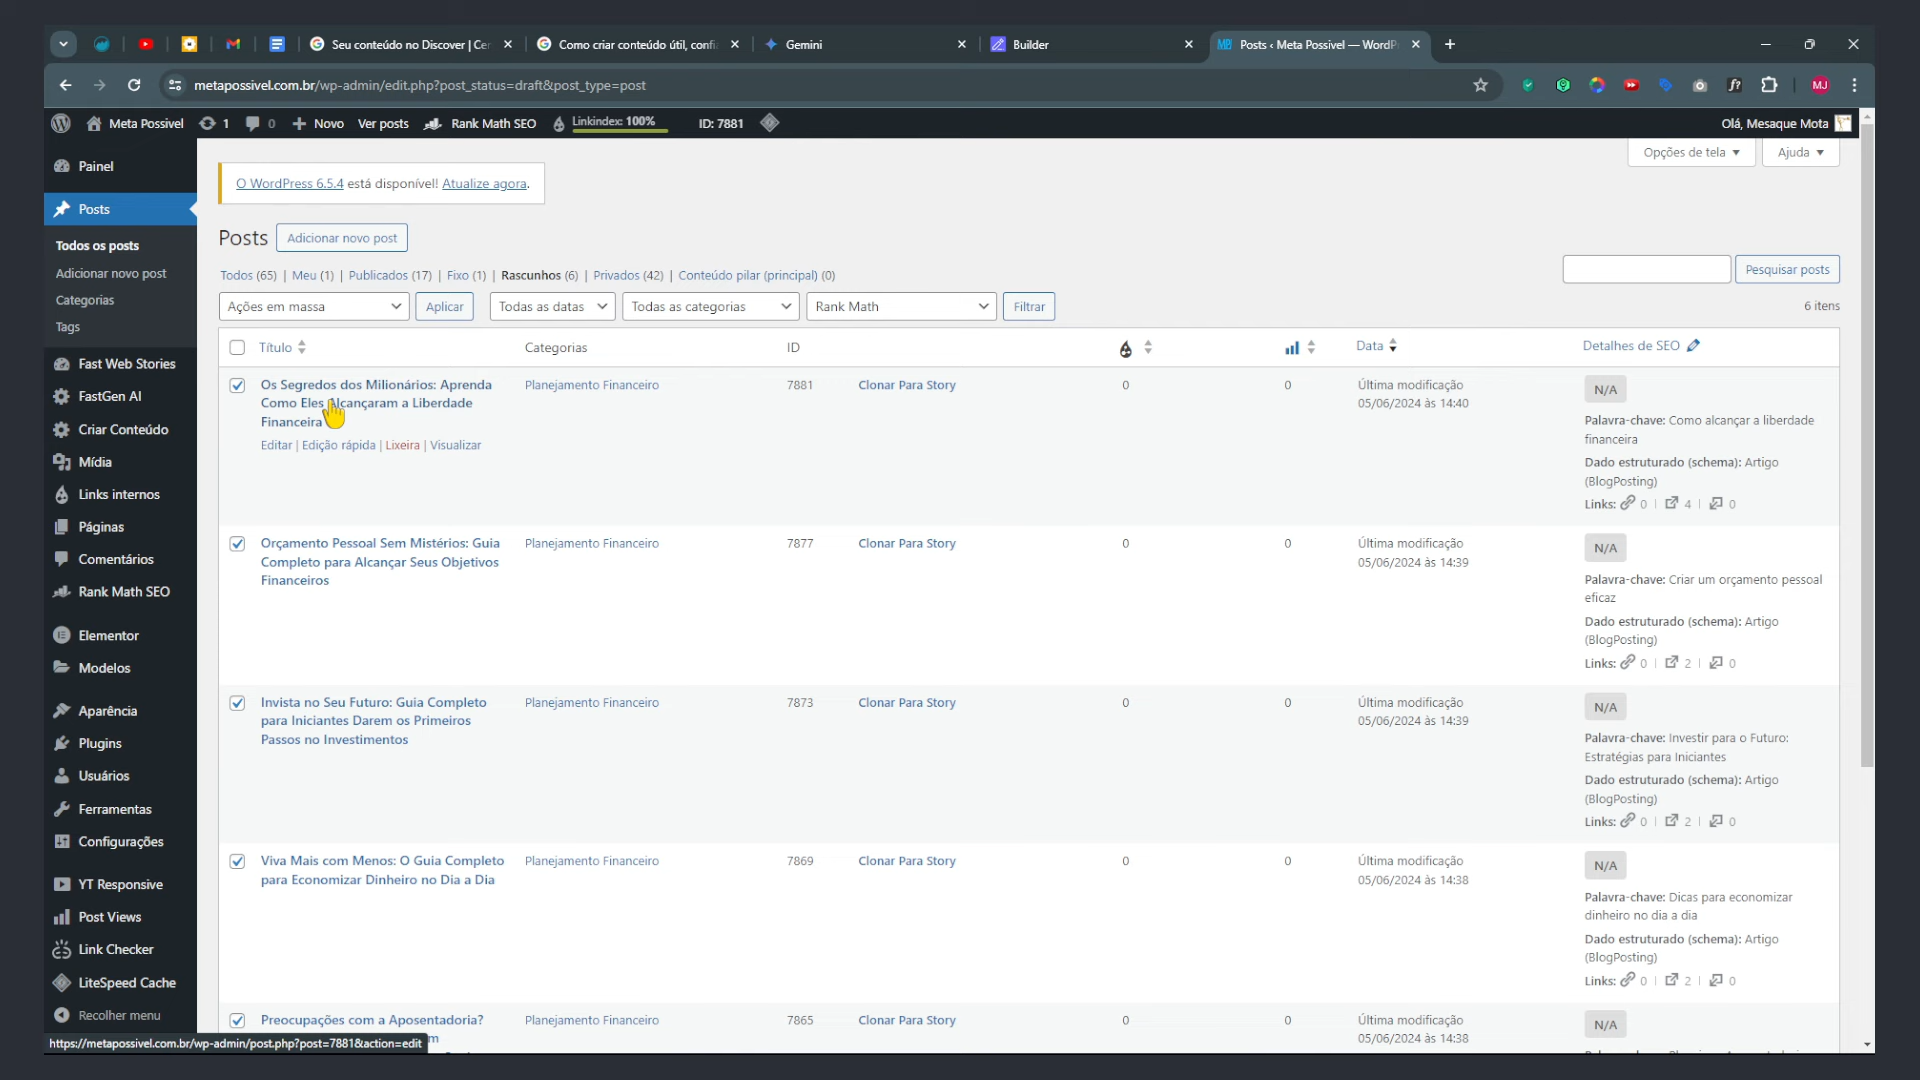 Seu conteúdo no Discover | Cen
Como criar conteúdo útil, confi
Gemini
Builder
Posts ‹ Meta Possível — WordP
metapossivel.com.br/wp-admin/edit.php?post_status=draft&post_type=post
MJ
Meta Possível
1
0
Novo
Ver posts
Rank Math SEO
Linkindex: 100%
ID: 7881
Olá, Mesaque Mota
Opções de tela
Ajuda
Painel
Posts
Todos os posts
Adicionar novo post
Categorias
Tags
Fast Web Stories
FastGen AI
Criar Conteúdo
Mídia
Links internos
Páginas
Comentários
Rank Math SEO
Elementor
Modelos
Aparência
Plugins
Usuários
Ferramentas
Configurações
YT Responsive
Post Views
Link Checker
LiteSpeed Cache
Recolher menu
O WordPress 6.5.4 está disponível! Atualize agora.
Posts
Adicionar novo post
Todos (65) | Meu (1) | Publicados (17) | Fixo (1) | Rascunhos (6) | Privados (42) | Conteúdo pilar (principal) (0)
Pesquisar posts
Ações em massa
Aplicar
Todas as datas
Todas as categorias
Rank Math
Filtrar
6 itens
Título
Categorias
ID
Data
Detalhes de SEO
Os Segredos dos Milionários: Aprenda
Como Eles Alcançaram a Liberdade
Financeira
Editar | Edição rápida | Lixeira | Visualizar
Planejamento Financeiro
7881
Clonar Para Story
0
0
Última modificação
05/06/2024 às 14:40
N/A
Palavra-chave: Como alcançar a liberdade
financeira
Dado estruturado (schema): Artigo
(BlogPosting)
Links: 0 | 4 | 0
Orçamento Pessoal Sem Mistérios: Guia
Completo para Alcançar Seus Objetivos
Financeiros
Planejamento Financeiro
7877
Clonar Para Story
0
0
Última modificação
05/06/2024 às 14:39
N/A
Palavra-chave: Criar um orçamento pessoal
eficaz
Dado estruturado (schema): Artigo
(BlogPosting)
Links: 0 | 2 | 0
Invista no Seu Futuro: Guia Completo
para Iniciantes Darem os Primeiros
Passos no Investimentos
Planejamento Financeiro
7873
Clonar Para Story
0
0
Última modificação
05/06/2024 às 14:39
N/A
Palavra-chave: Investir para o Futuro:
Estratégias para Iniciantes
Dado estruturado (schema): Artigo
(BlogPosting)
Links: 0 | 2 | 0
Viva Mais com Menos: O Guia Completo
para Economizar Dinheiro no Dia a Dia
Planejamento Financeiro
7869
Clonar Para Story
0
0
Última modificação
05/06/2024 às 14:38
N/A
Palavra-chave: Dicas para economizar
dinheiro no dia a dia
Dado estruturado (schema): Artigo
(BlogPosting)
Links: 0 | 2 | 0
Preocupações com a Aposentadoria?
Planejamento Financeiro
7865
Clonar Para Story
0
0
Última modificação
05/06/2024 às 14:38
N/A
https://metapossivel.com.br/wp-admin/post.php?post=7881&action=edit